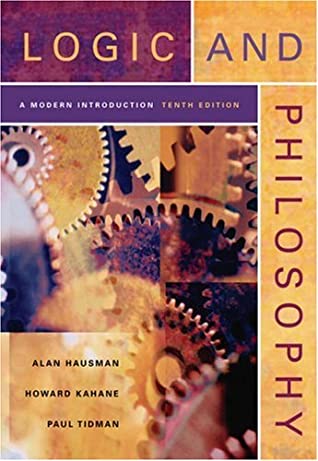 LOGIC AND
PHILOSOPHY
A MODERN INTRODUCTION TENTH EDITION
ALAN HAUSMAN
HOWARD KAHANE
PAUL TIDMAN